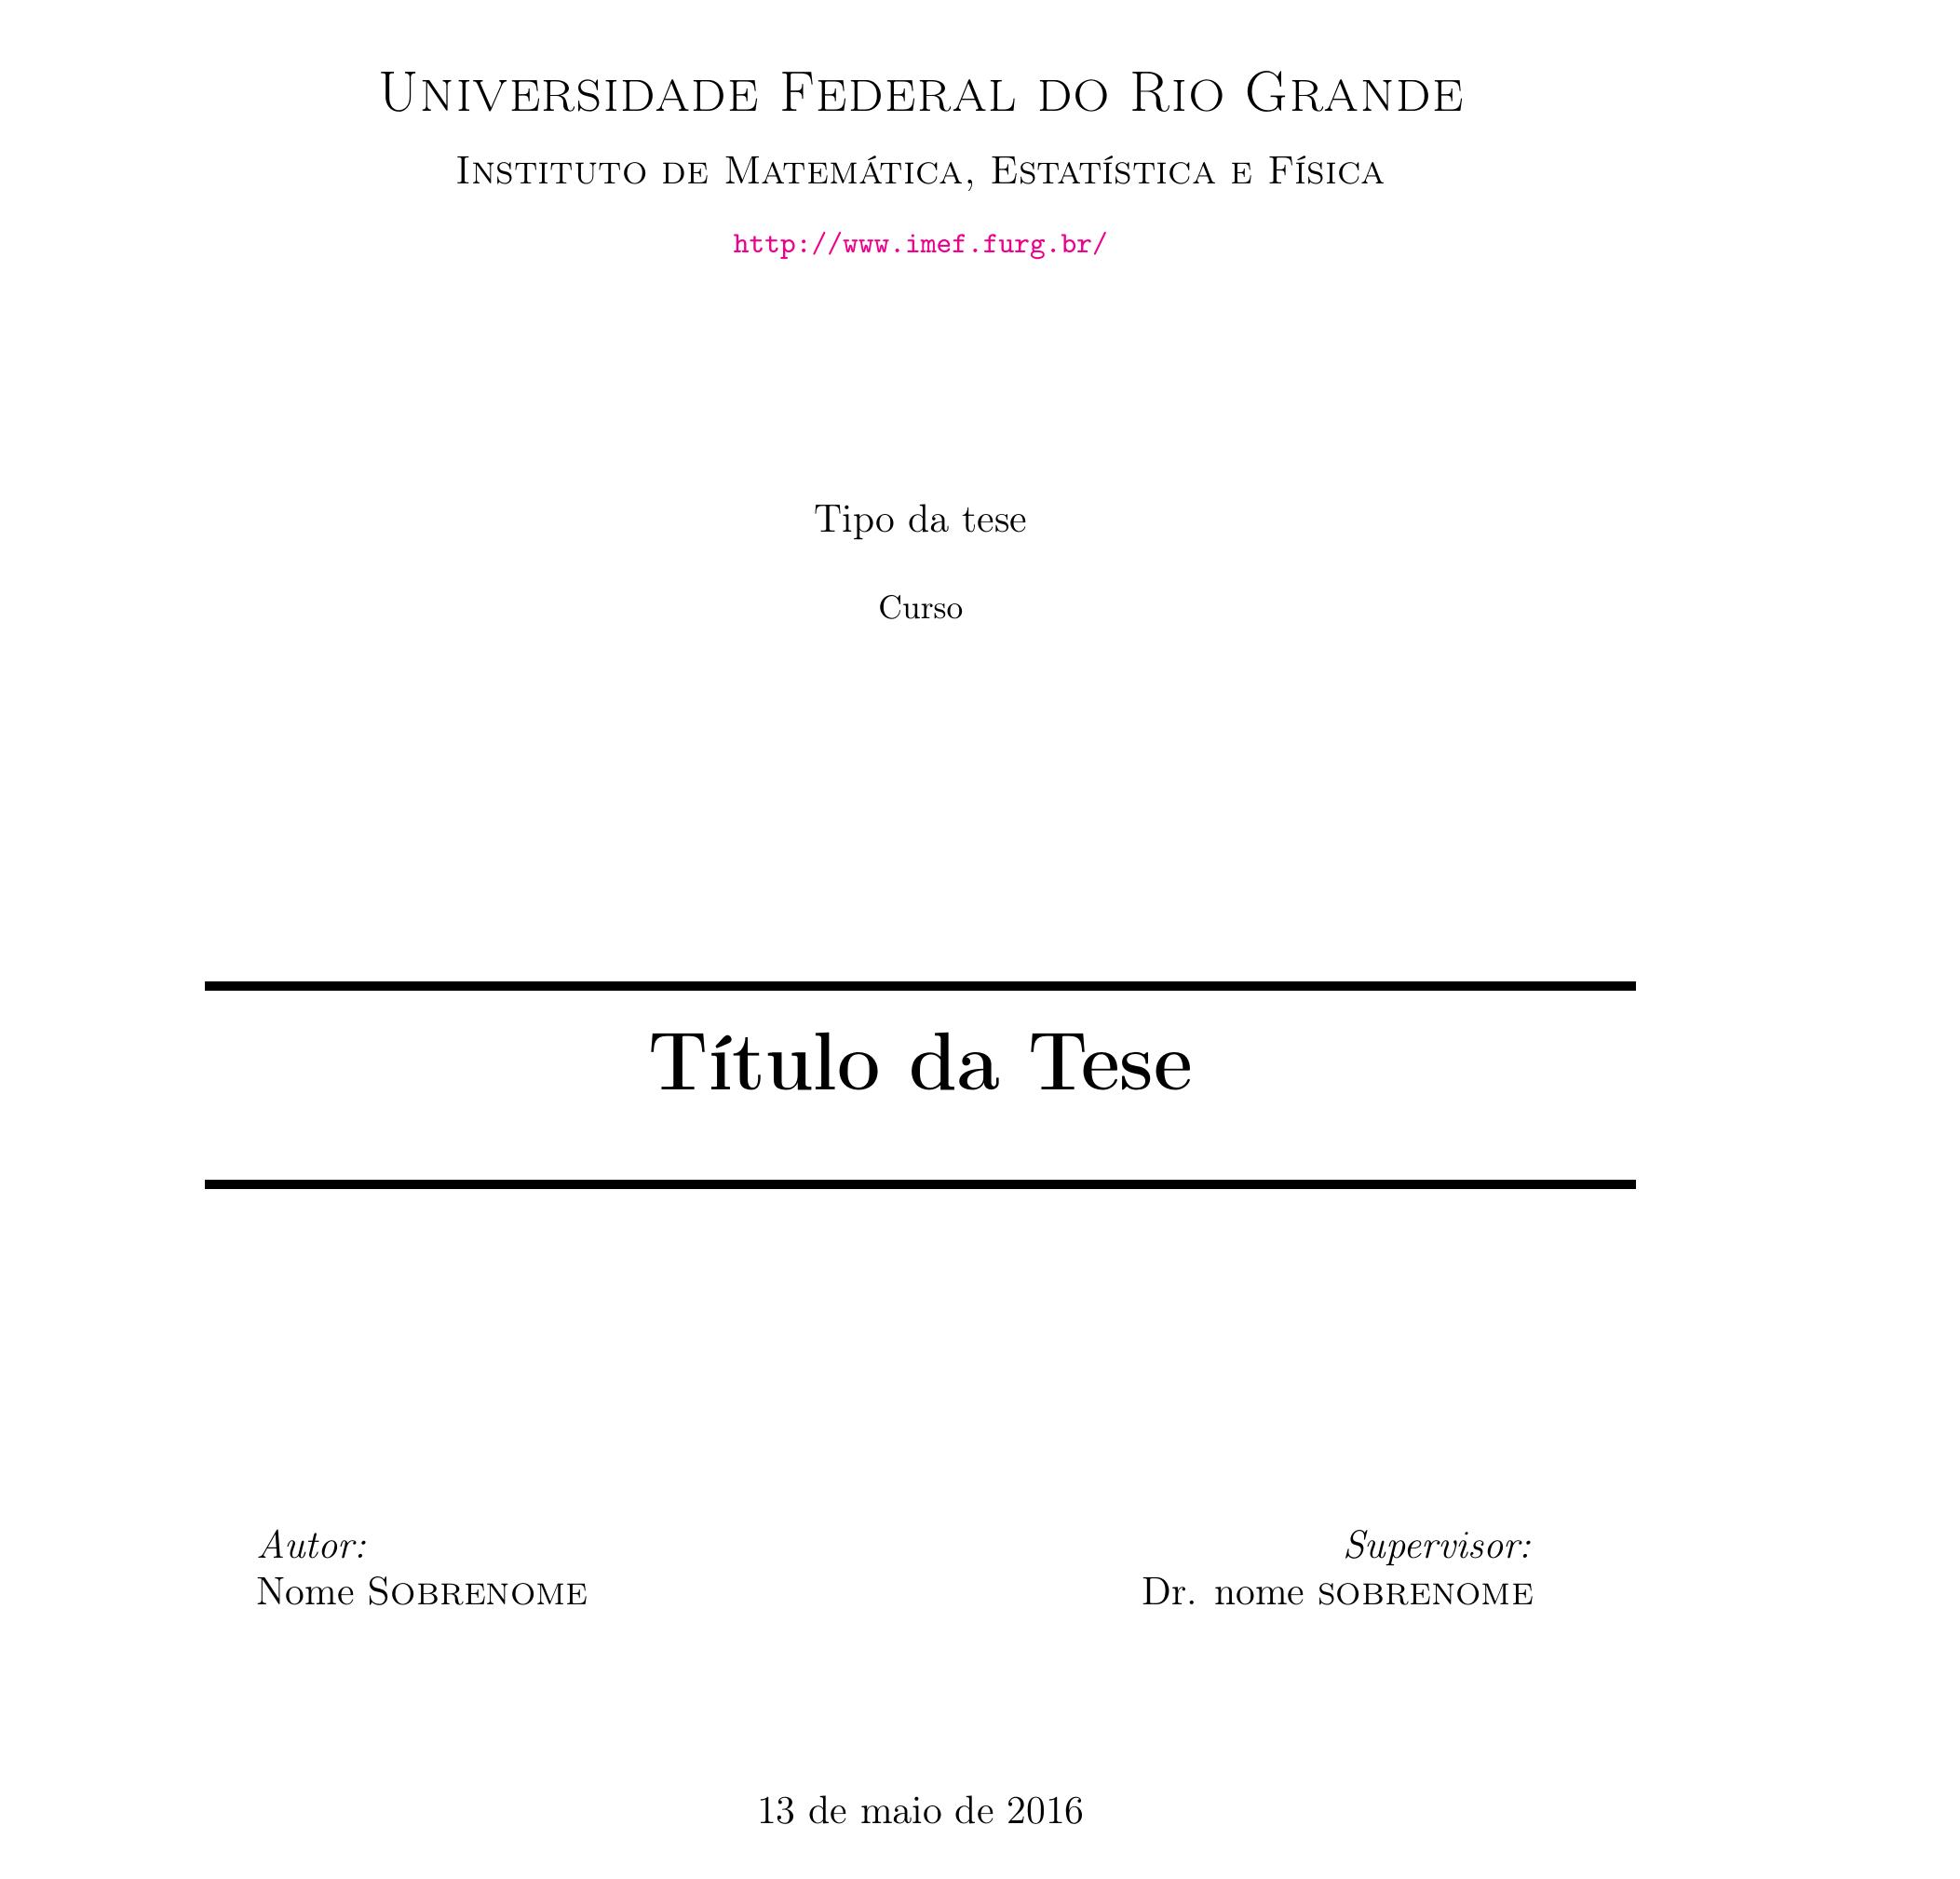 Universidade Federal do Rio Grande
Instituto de Matemática, Estatística e Física
http://www.imef.furg.br/
Tipo da tese
Curso
Título da Tese
Autor:
Nome Sobrenome
Supervisor:
Dr. nome sobrenome
13 de maio de 2016